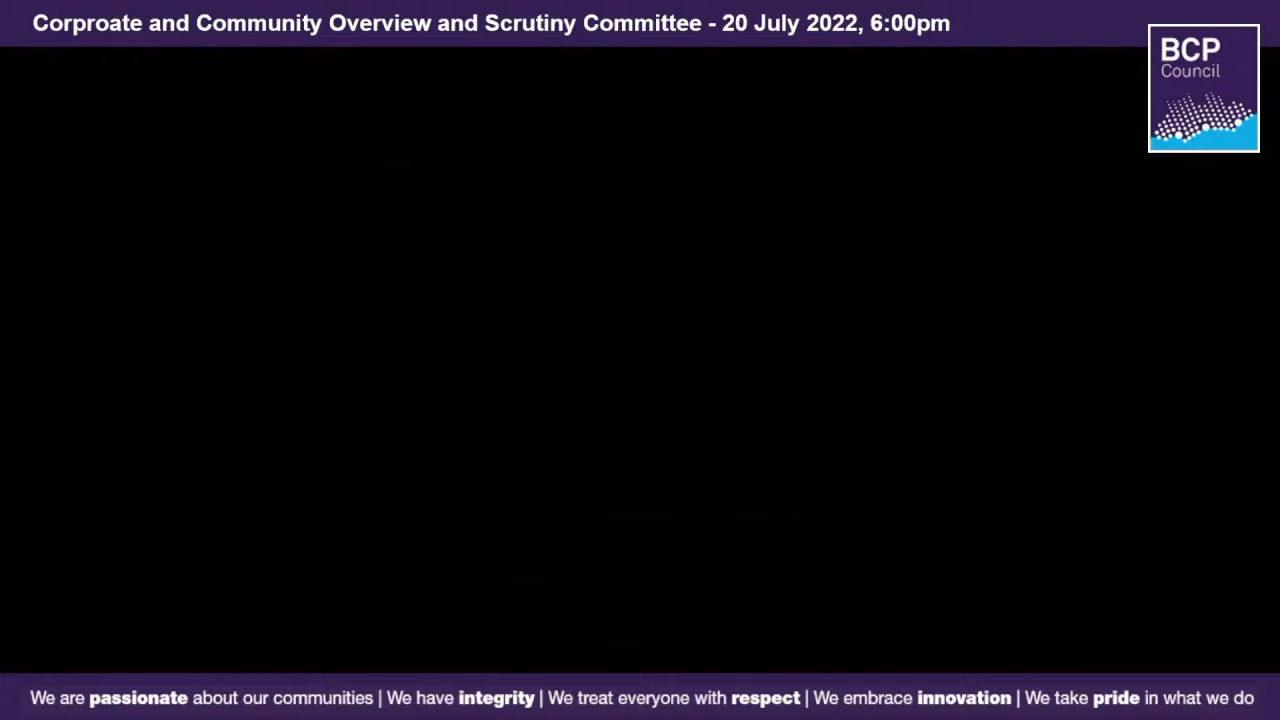 Corproate and Community Overview and Scrutiny Committee - 20 July 2022, 6:00pm
BCP
Council
We are passionate about our communities | We have integrity | We treat everyone with respect | We embrace innovation | We take pride in what we do